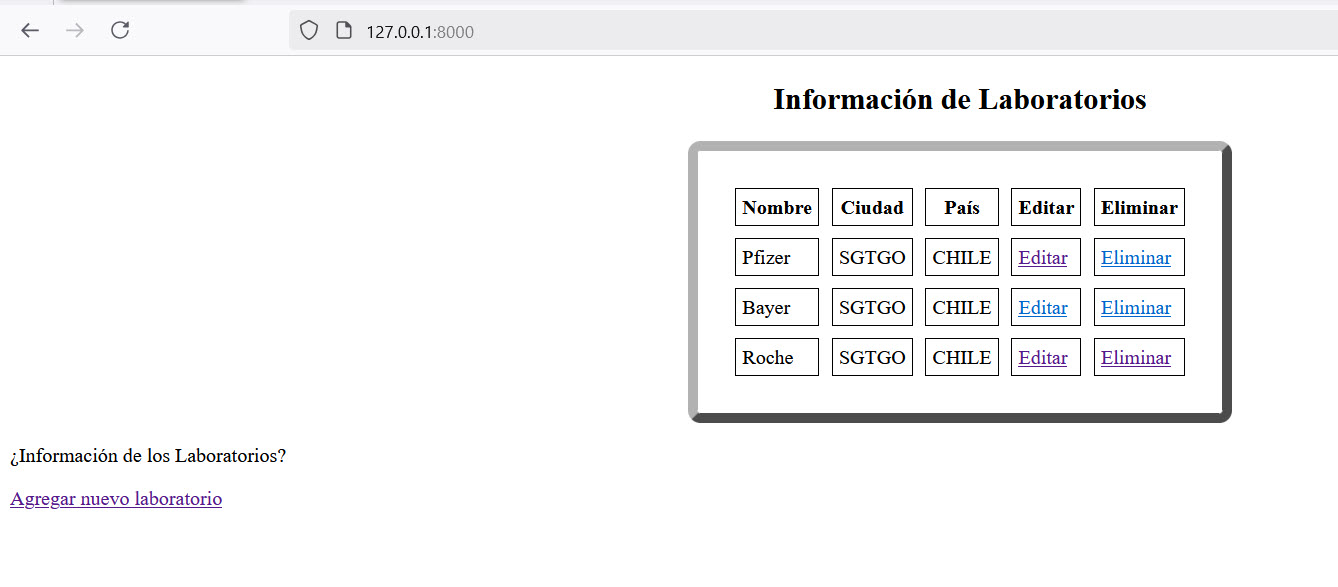 127.0.0.1:8000
Información de Laboratorios
Nombre Ciudad País Editar Eliminar
Pfizer SGTGO CHILE Editar Eliminar
Bayer SGTGO CHILE Editar Eliminar
Roche SGTGO CHILE Editar Eliminar
¿Información de los Laboratorios?
Agregar nuevo laboratorio